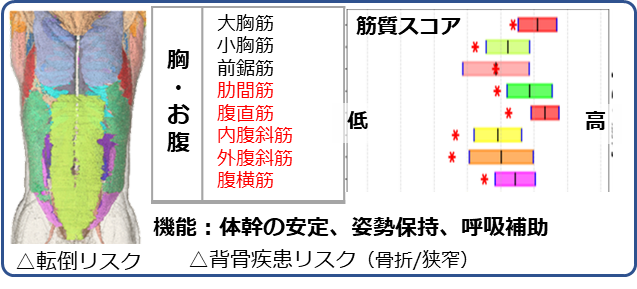 胸・お腹
大胸筋
小胸筋
前鋸筋
肋間筋
腹直筋
内腹斜筋
外腹斜筋
腹横筋
筋質スコア
低
高
機能：体幹の安定、姿勢保持、呼吸補助
△転倒リスク
△背骨疾患リスク（骨折/狭窄）